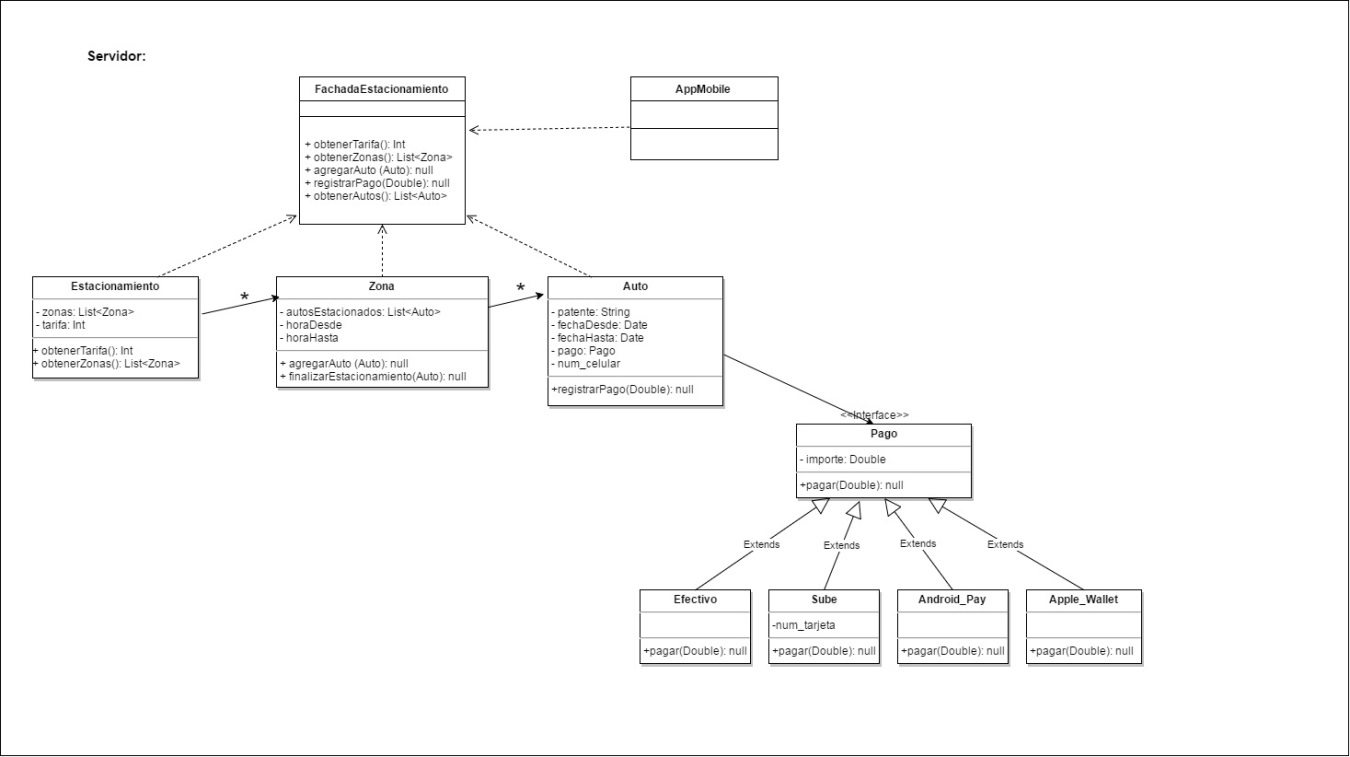 Servidor:
FachadaEstacionamiento
+ obtenerTarifa(): Int
+ obtenerZonas(): List<Zona>
+ agregarAuto (Auto): null
+ registrarPago(Double): null
+ obtenerAutos(): List<Auto>
AppMobile
Estacionamiento
- zonas: List<Zona>
- tarifa: Int
+ obtenerTarifa(): Int
+ obtenerZonas(): List<Zona>
*
Zona
- autosEstacionados: List<Auto>
- horaDesde
- horaHasta
+ agregarAuto (Auto): null
+ finalizarEstacionamiento(Auto): null
*
Auto
- patente: String
- fechaDesde: Date
- fechaHasta: Date
- pago: Pago
- num_celular
+registrarPago(Double): null
<<Interface>>
Pago
- importe: Double
+pagar(Double): null
Extends
Extends
Extends
Extends
Efectivo
+pagar(Double): null
Sube
-num_tarjeta
+pagar(Double): null
Android_Pay
+pagar(Double): null
Apple_Wallet
+pagar(Double): null